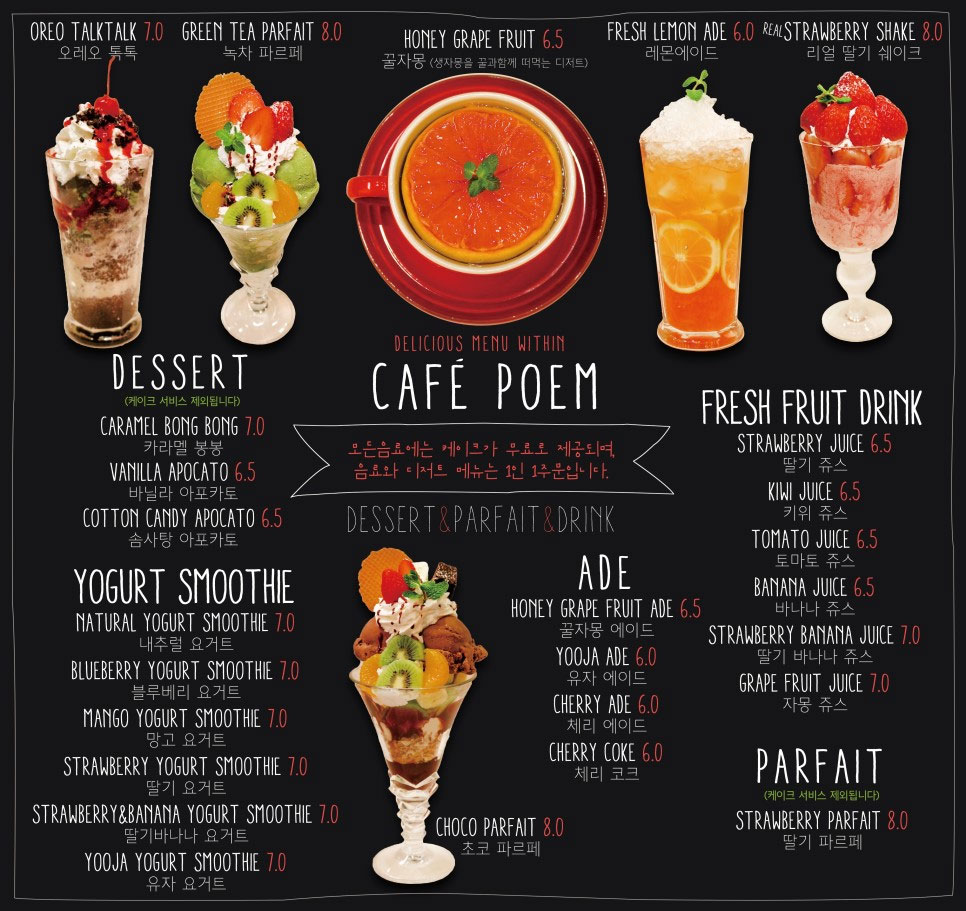 OREO TALKTALK 7.0
오레오 톡톡
GREEN TEA PARFAIT 8.0
녹차 파르페
HONEY GRAPE FRUIT 6.5
꿀자몽 (생자몽을 꿀과함께 떠먹는 디저트)
FRESH LEMON ADE 6.0
레몬에이드
REAL STRAWBERRY SHAKE 8.0
리얼 딸기 쉐이크
DELICIOUS MENU WITHIN
CAFÉ POEM
모든음료에는 케이크가 무료로 제공되며,
음료와 디저트 메뉴는 1인 1주문입니다.
DESSERT&PARFAIT&DRINK
DESSERT
(케이크 서비스 제외됩니다)
CARAMEL BONG BONG 7.0
카라멜 봉봉
VANILLA APOCATO 6.5
바닐라 아포카토
COTTON CANDY APOCATO 6.5
솜사탕 아포카토
YOGURT SMOOTHIE
NATURAL YOGURT SMOOTHIE 7.0
내추럴 요거트
BLUEBERRY YOGURT SMOOTHIE 7.0
블루베리 요거트
MANGO YOGURT SMOOTHIE 7.0
망고 요거트
STRAWBERRY YOGURT SMOOTHIE 7.0
딸기 요거트
STRAWBERRY&BANANA YOGURT SMOOTHIE 7.0
딸기바나나 요거트
YOOJA YOGURT SMOOTHIE 7.0
유자 요거트
CHOCO PARFAIT 8.0
초코 파르페
ADE
HONEY GRAPE FRUIT ADE 6.5
꿀자몽 에이드
YOOJA ADE 6.0
유자 에이드
CHERRY ADE 6.0
체리 에이드
CHERRY COKE 6.0
체리 코크
FRESH FRUIT DRINK
STRAWBERRY JUICE 6.5
딸기 쥬스
KIWI JUICE 6.5
키위 쥬스
TOMATO JUICE 6.5
토마토 쥬스
BANANA JUICE 6.5
바나나 쥬스
STRAWBERRY BANANA JUICE 7.0
딸기 바나나 쥬스
GRAPE FRUIT JUICE 7.0
자몽 쥬스
PARFAIT
(케이크 서비스 제외됩니다)
STRAWBERRY PARFAIT 8.0
딸기 파르페